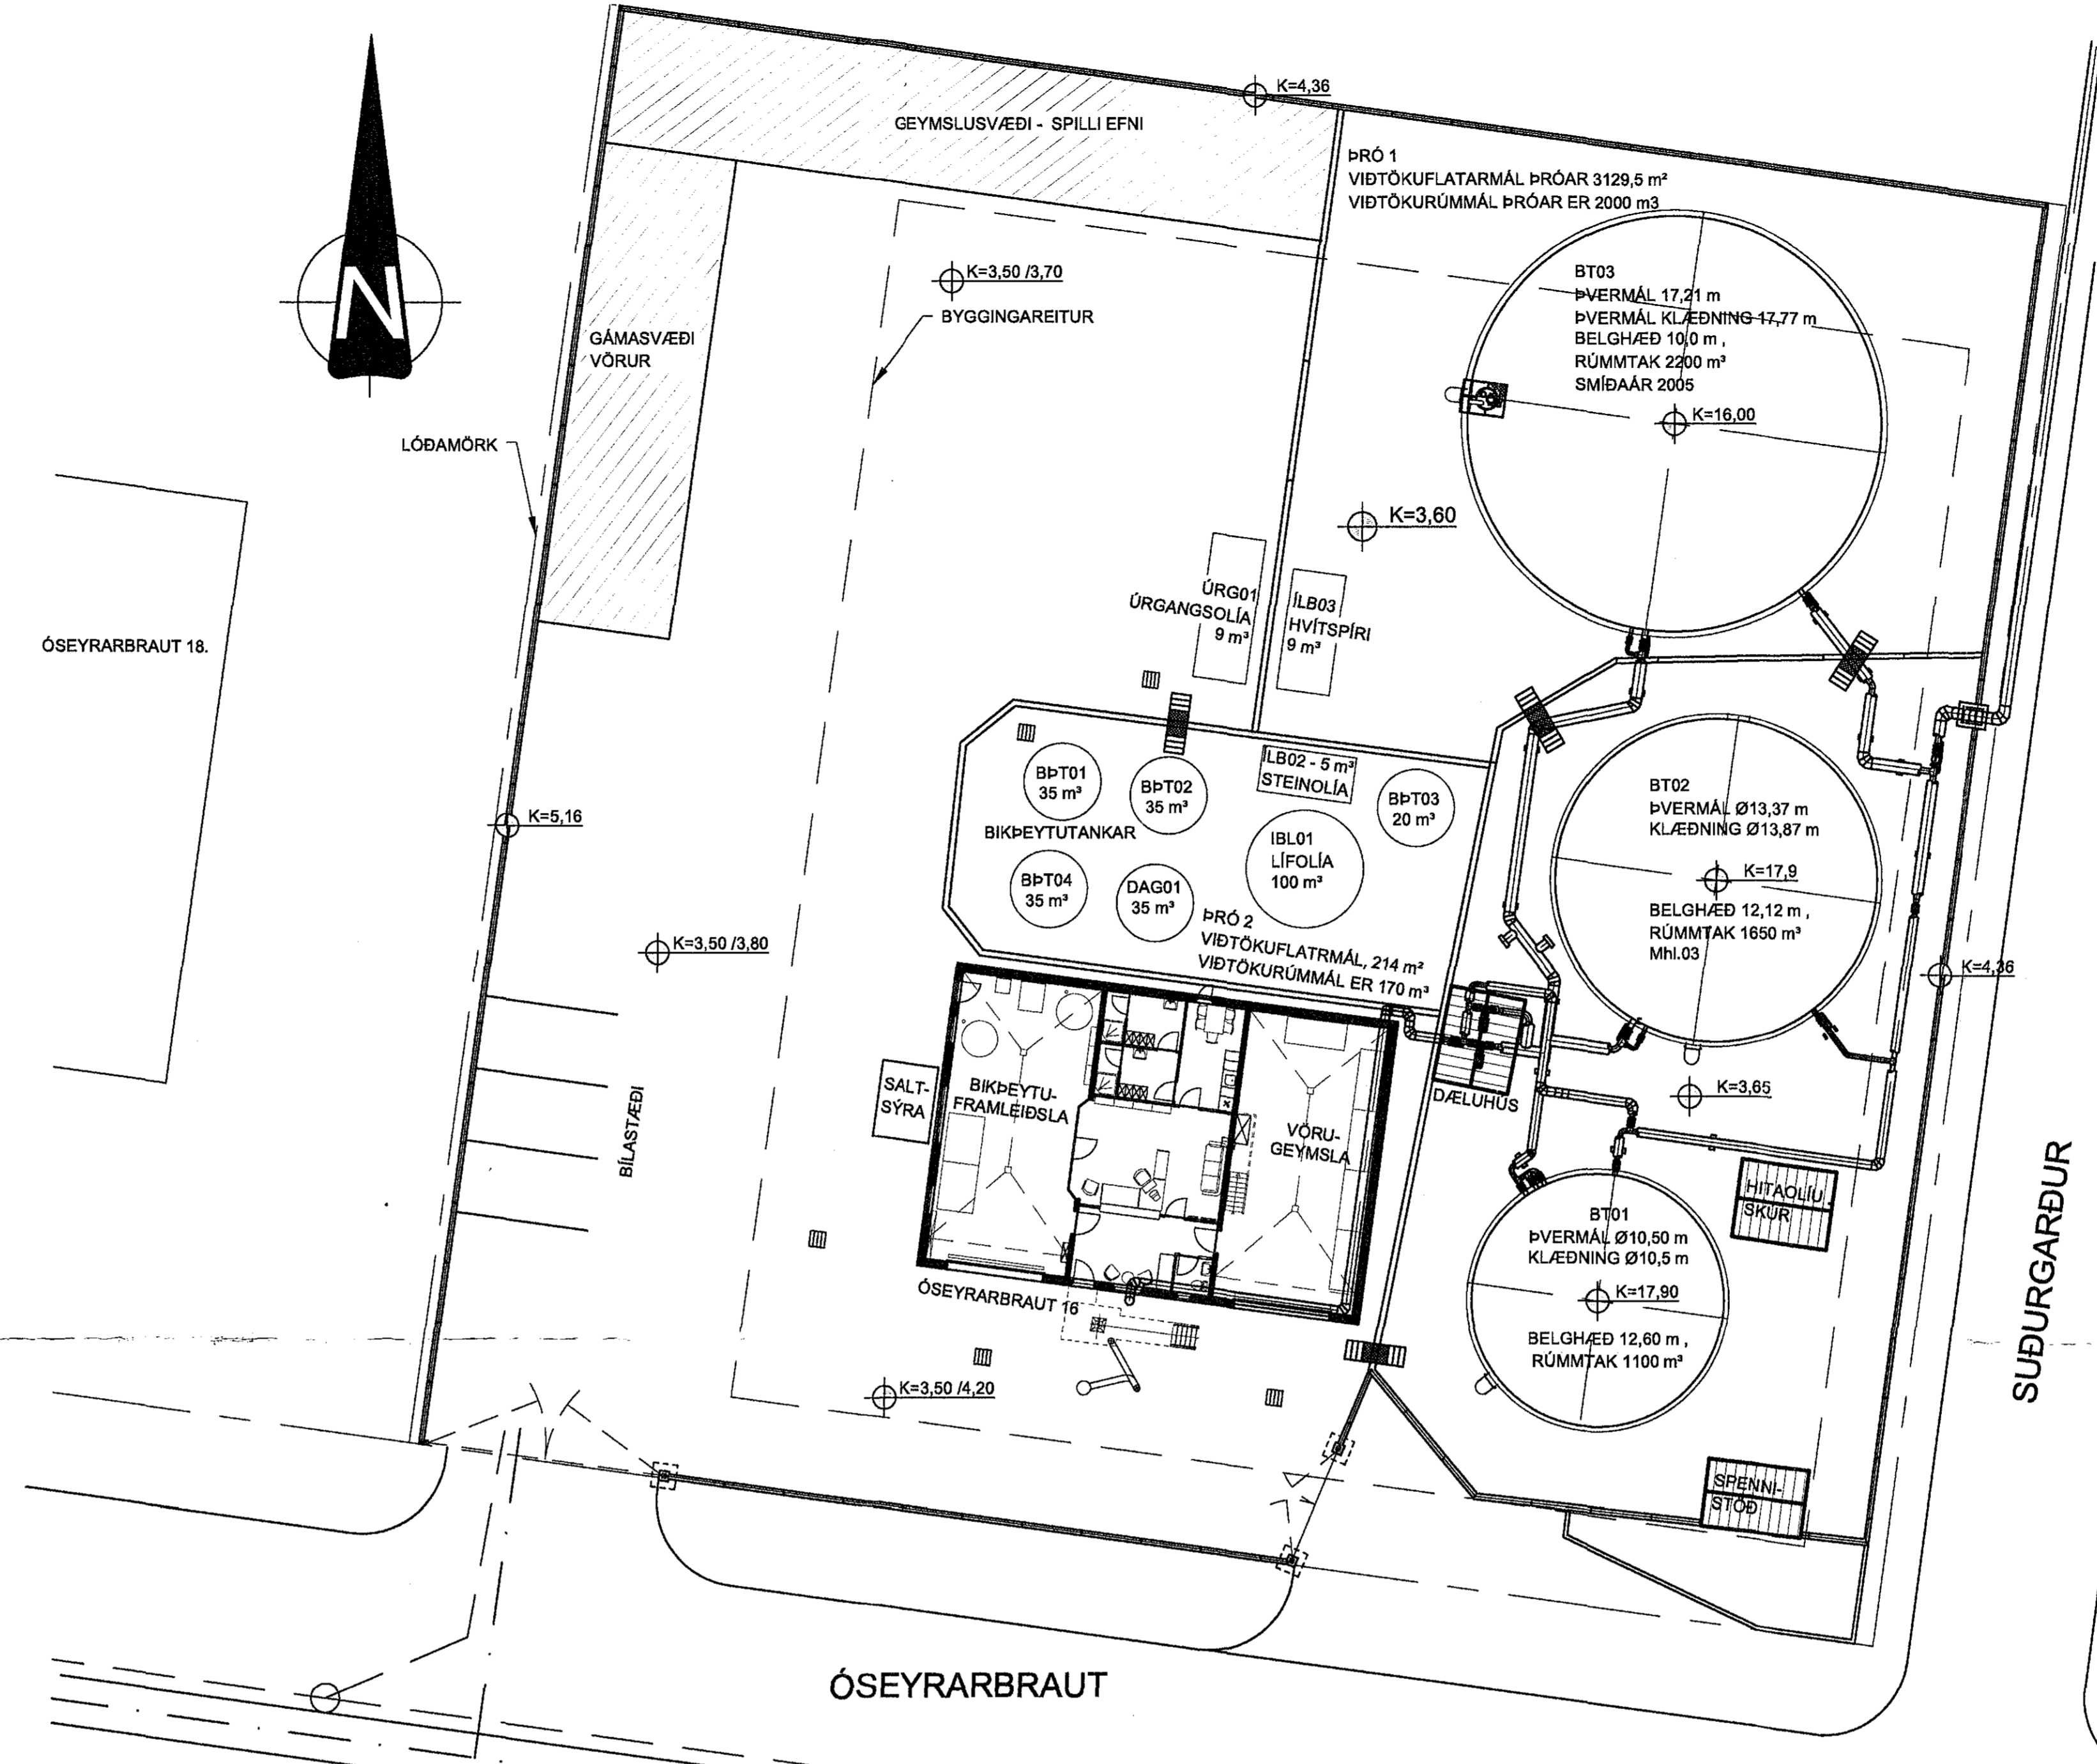 K=4,36
GEYMSLUSVÆÐI - SPILLI EFNI
ÞRÓ 1
VIÐTÖKUFLATARMÁL ÞRÓAR 3129,5 m²
VIÐTÖKURÚMMÁL ÞRÓAR ER 2000 m3
N
K=3,50 /3,70
BYGGINGAREITUR
GÁMASVÆÐI
VÖRUR
BT03
ÞVERMÁL 17,21 m
ÞVERMÁL KLÆÐNING 17,77 m
BELGHÆÐ 10,0 m ,
RÚMMTAK 2200 m³
SMÍÐAÁR 2005
K=16,00
LÓÐAMÖRK
K=3,60
ÓSEYRARBRAUT 18.
ÚRG01
ÚRGANGSOLÍA
9 m³
ÍLB03
HVÍTSPÍRI
9 m³
BÞT01
35 m³
BÞT02
35 m³
ÍLB02 - 5 m³
STEINOLÍA
BÞT03
20 m³
BIKÞEYTUTANKAR
IBL01
LÍFOLÍA
100 m³
BÞT04
35 m³
DAG01
35 m³
ÞRÓ 2
VIÐTÖKUFLATRMÁL, 214 m²
VIÐTÖKURÚMMÁL ER 170 m³
BT02
ÞVERMÁL Ø13,37 m
KLÆÐNING Ø13,87 m
K=17,9
BELGHÆÐ 12,12 m ,
RÚMMTAK 1650 m³
Mhl.03
K=5,16
K=3,50 /3,80
K=4,36
K=3,65
BÍLASTÆÐI
SALT-
SÝRA
BIKÞEYTU-
FRAMLEIÐSLA
VÖRU-
GEYMSLA
DÆLUHÚS
HITAOLÍU
SKÚR
BT01
ÞVERMÁL Ø10,50 m
KLÆÐNING Ø10,5 m
K=17,90
BELGHÆÐ 12,60 m ,
RÚMMTAK 1100 m³
ÓSEYRARBRAUT 16
K=3,50 /4,20
SPENNI-
STÖÐ
SUÐURGARÐUR
ÓSEYRARBRAUT